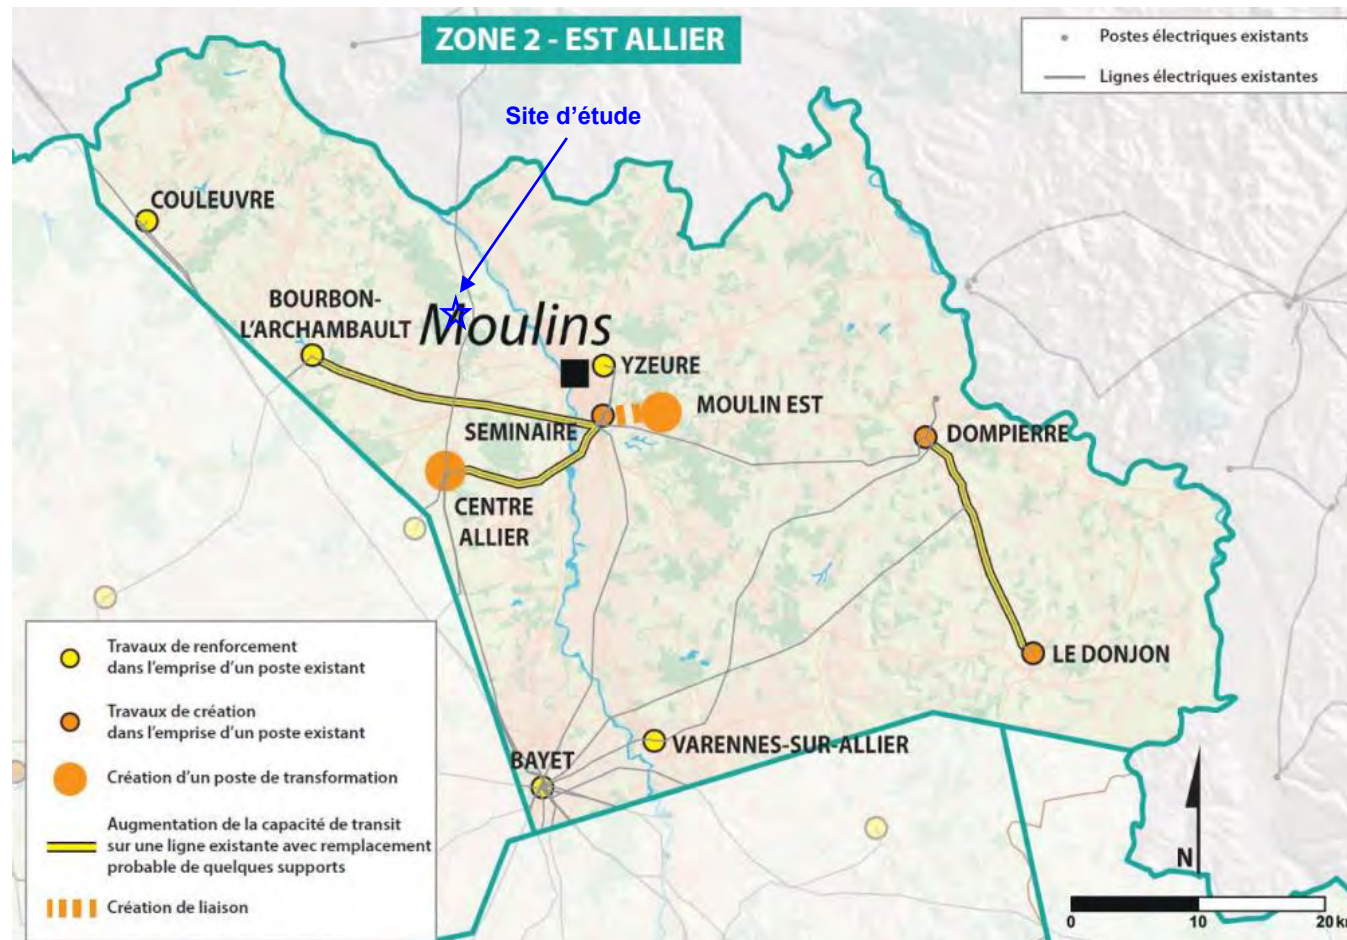 ZONE 2 - EST ALLIER
Postes électriques existants
Lignes électriques existantes
Site d'étude
COULEUVRE
BOURBON-
L'ARCHAMBAULT
Moulins
YZEURE
MOULIN EST
SEMINAIRE
DOMPIERRE
CENTRE
ALLIER
LE DONJON
VARENNES-SUR-ALLIER
BAYET
Travaux de renforcement
dans l'emprise d'un poste existant
Travaux de création
dans l'emprise d'un poste existant
Création d'un poste de transformation
Augmentation de la capacité de transit
sur une ligne existante avec remplacement
probable de quelques supports
Création de liaison
N
0 10 20 km